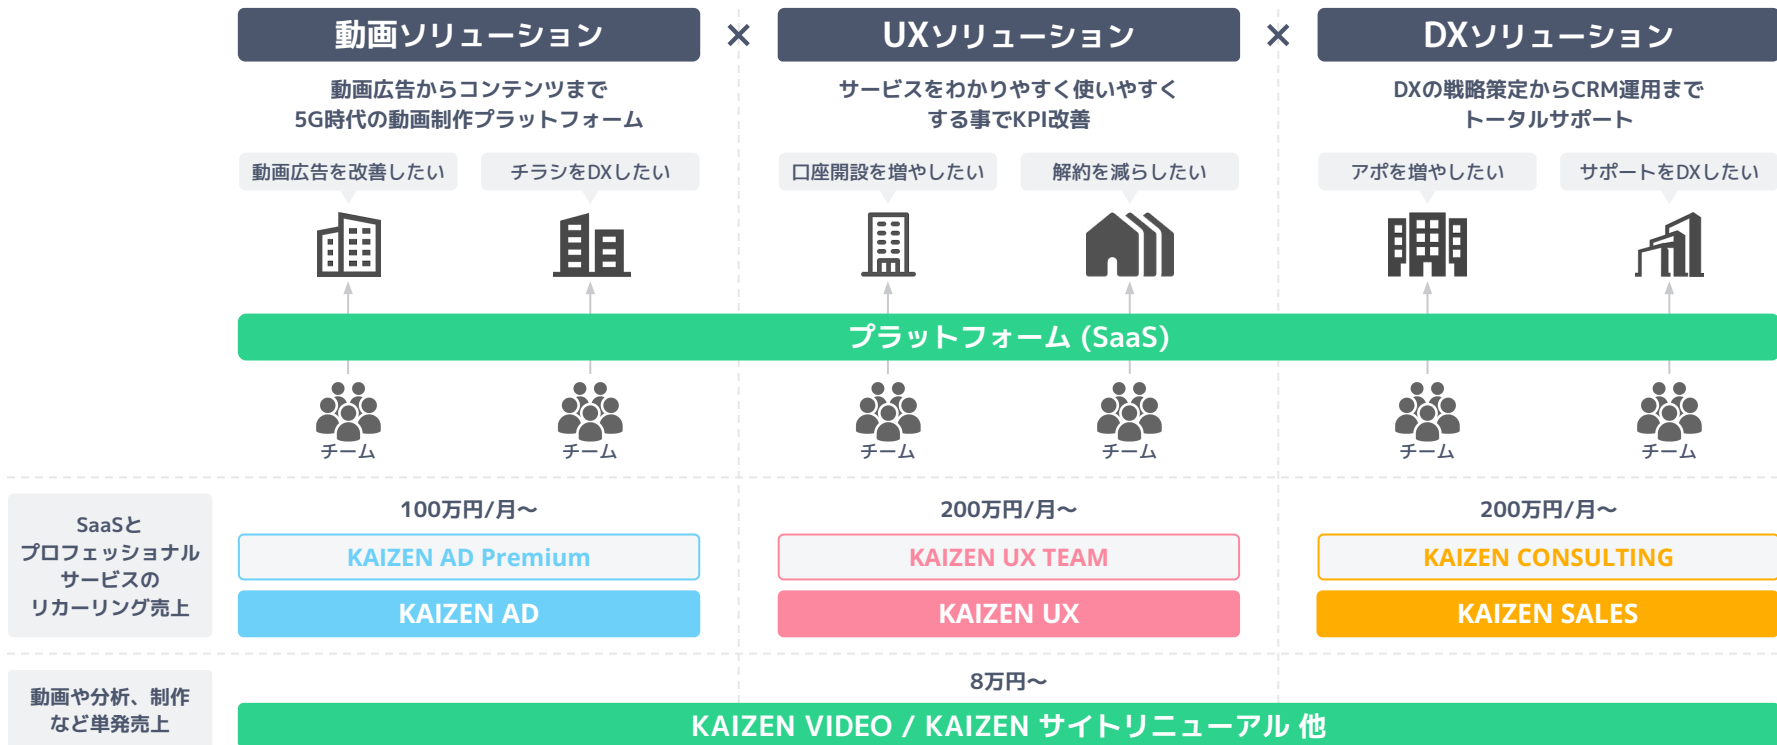 動画ソリューション × UXソリューション × DXソリューション
動画広告からコンテンツまで
5G時代の動画制作プラットフォーム
サービスをわかりやすく使いやすく
する事でKPI改善
DXの戦略策定からCRM運用まで
トータルサポート
動画広告を改善したい
チラシをDXしたい
口座開設を増やしたい
解約を減らしたい
アポを増やしたい
サポートをDXしたい
プラットフォーム (SaaS)
チーム
チーム
チーム
チーム
チーム
チーム
SaaSと
プロフェッショナル
サービスの
リカーリング売上
100万円/月〜
KAIZEN AD Premium
KAIZEN AD
200万円/月〜
KAIZEN UX TEAM
KAIZEN UX
200万円/月〜
KAIZEN CONSULTING
KAIZEN SALES
動画や分析、制作
など単発売上
8万円〜
KAIZEN VIDEO / KAIZEN サイトリニューアル 他